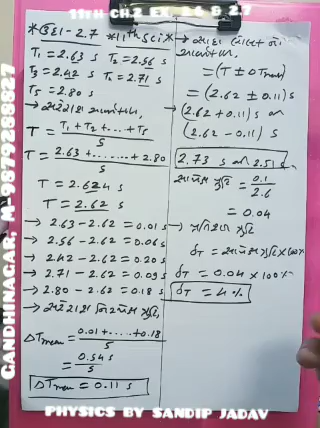 11th CH.2 EX. 2.6 & 2.7
*ઉદા-2.7 *11th Sci*
T₁ = 2.63 s T₂ = 2.56 s
T₃ = 2.42 s T₄ = 2.71 s
T₅ = 2.80 s
→ સરેરાશ આવર્તકાળ,
T = T₁ + T₂ + ... + T₅ / 5
T = 2.63 + ........ + 2.80 / 5
T = 2.624 s
T = 2.62 s
→ 2.63 - 2.62 = 0.01 s
→ 2.56 - 2.62 = 0.06 s
→ 2.42 - 2.62 = 0.20 s
→ 2.71 - 2.62 = 0.09 s
→ 2.80 - 2.62 = 0.18 s
→ સરેરાશ નિરપેક્ષ ત્રુટિ,
ΔTmean = 0.01 + ..... + 0.18 / 5
= 0.54 s / 5
ΔTmean = 0.11 s
→ સાદા લોલકનો
આવર્તકાળ,
= (T ± ΔTmean)
= (2.62 ± 0.11) s
→ (2.62 + 0.11) s
(2.62 - 0.11) s
2.73 s 2.51 s
સાપેક્ષ ત્રુટિ = 0.1 / 2.6
= 0.04
→ પ્રતિશત ત્રુટિ
δT = સાપેક્ષ ત્રુટિ × 100%
δT = 0.04 × 100%
δT = 4 %
GANDHINAGAR, M-9879288827
PHYSICS BY SANDIP JADAV